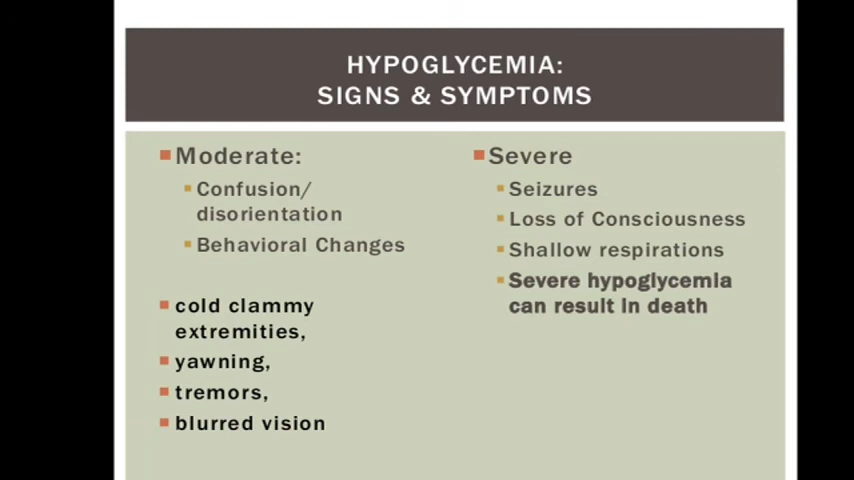 HYPOGLYCEMIA:
SIGNS & SYMPTOMS
Moderate:
Confusion/
disorientation
Behavioral Changes
cold clammy
extremities,
yawning,
tremors,
blurred vision
Severe
Seizures
Loss of Consciousness
Shallow respirations
Severe hypoglycemia
can result in death